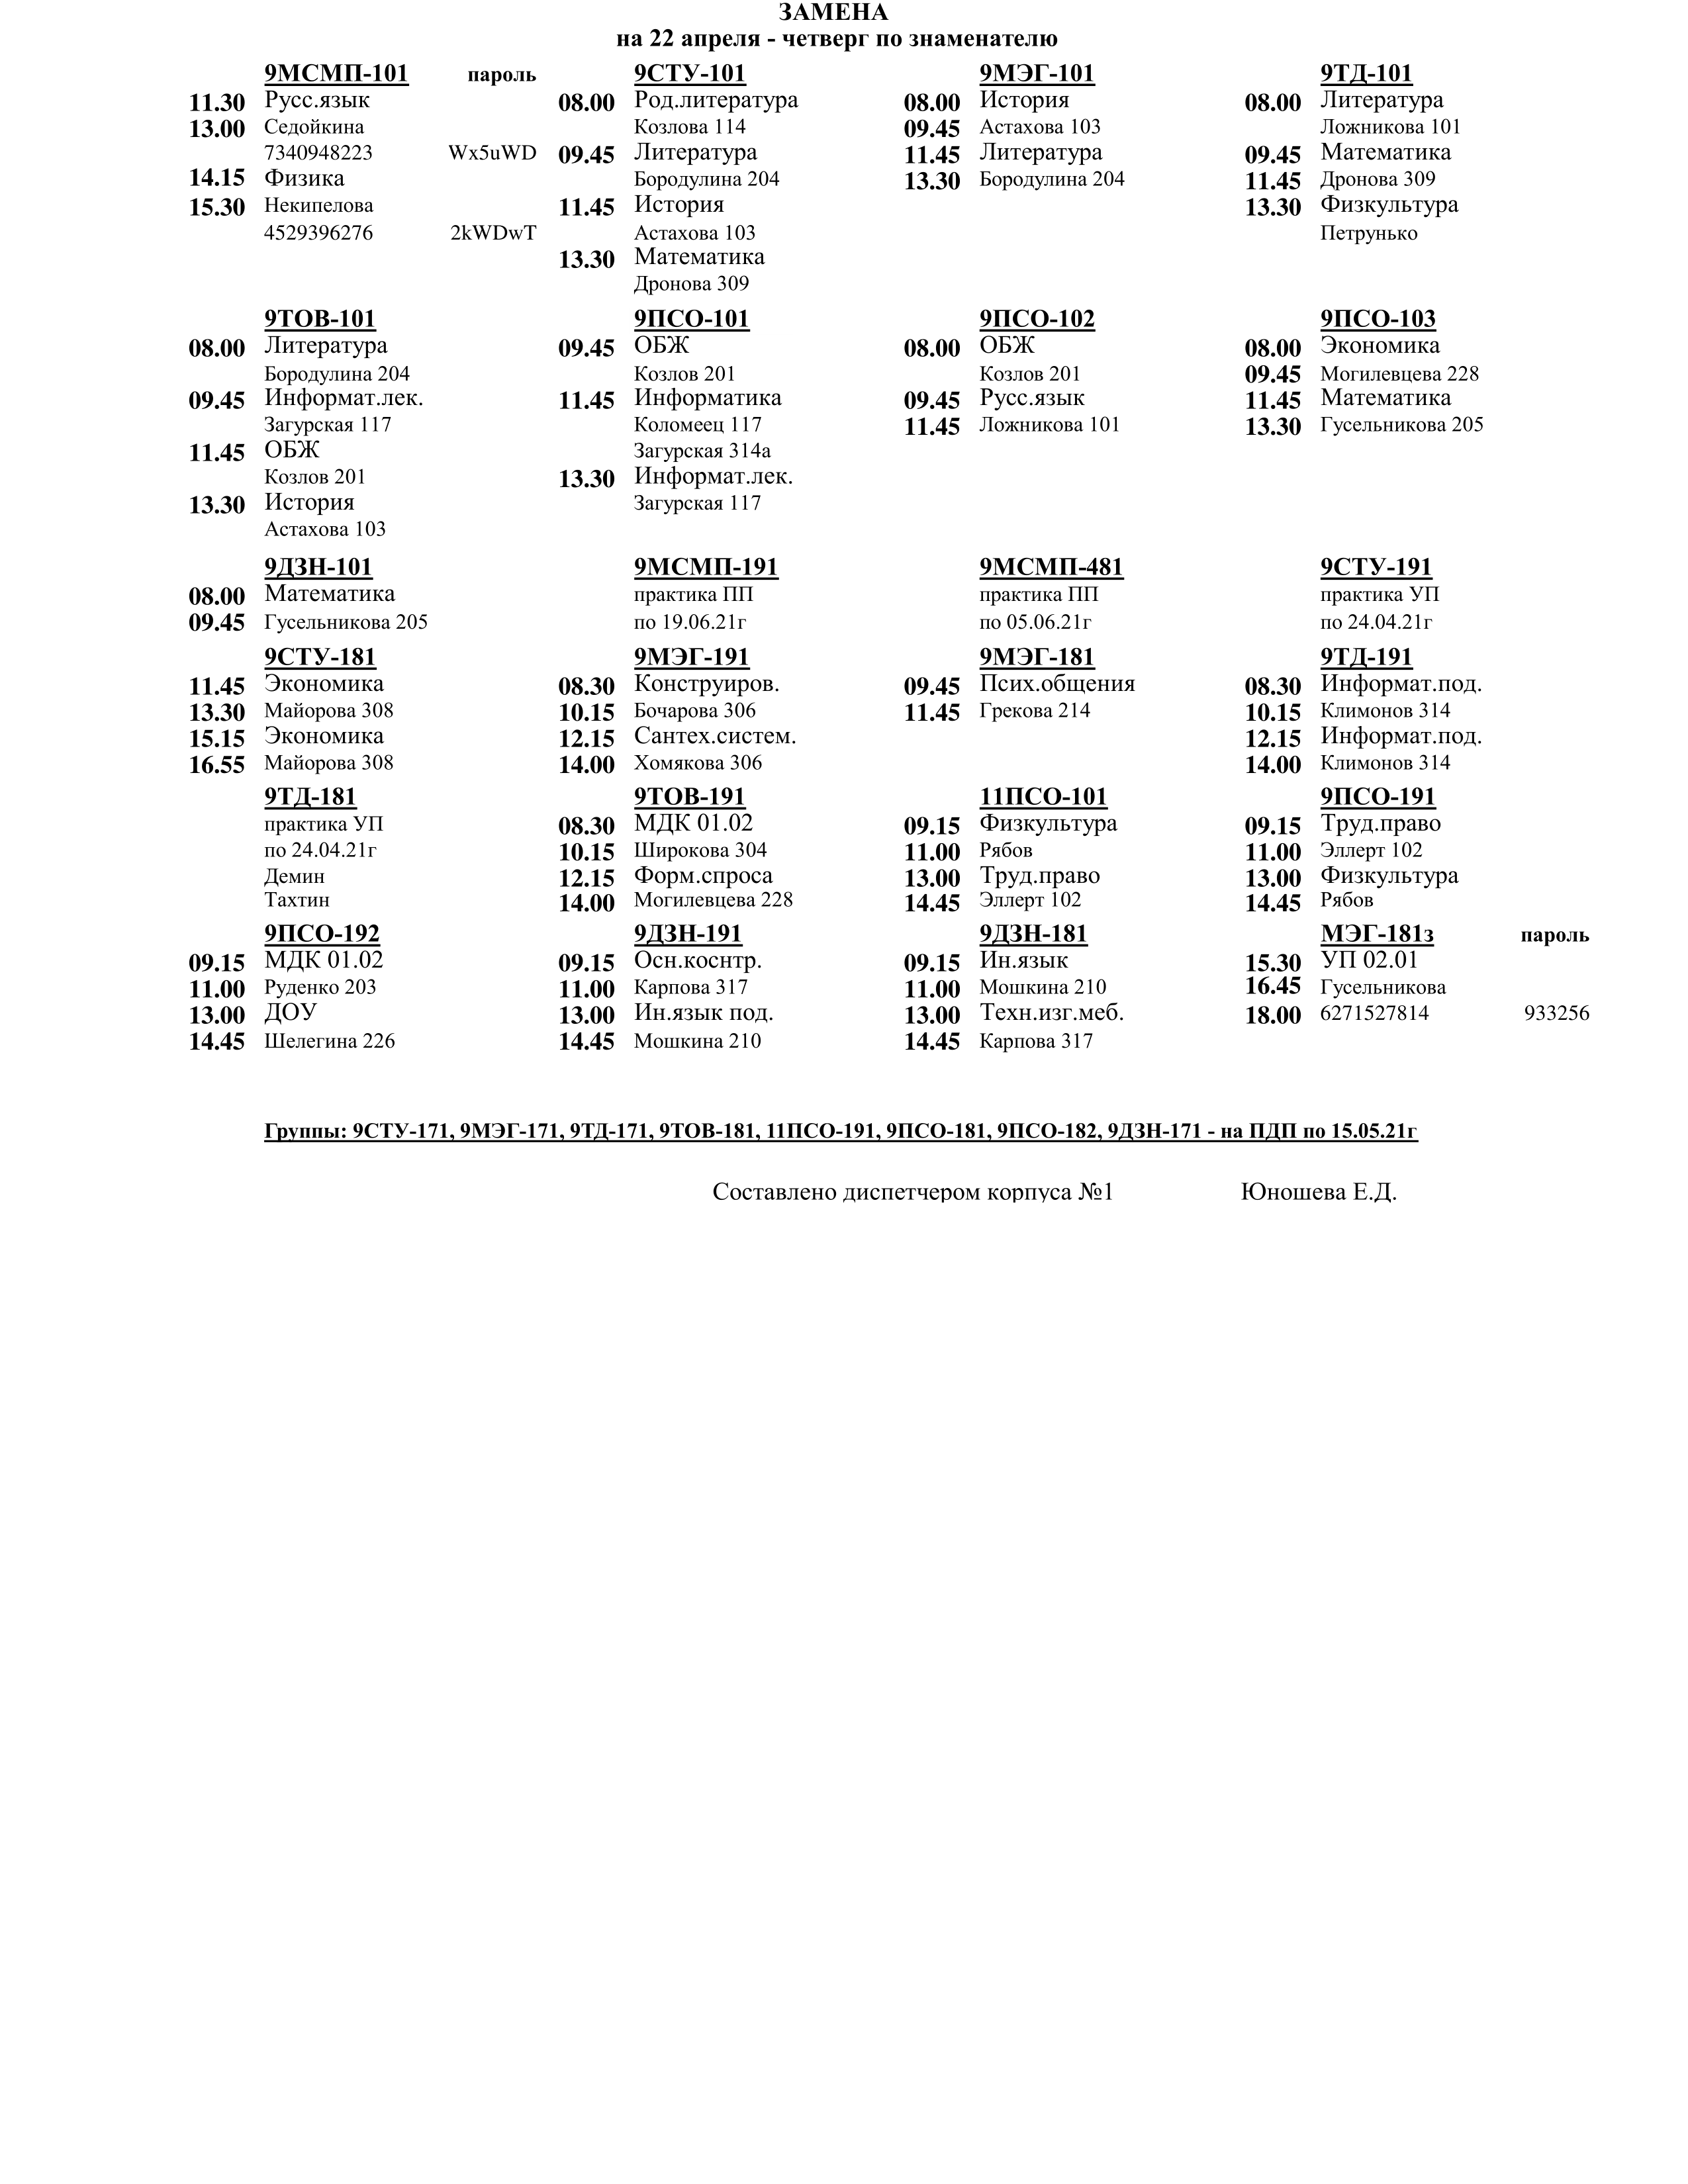 ЗАМЕНА
на 22 апреля - четверг по знаменателю
9МСМП-101 пароль 9СТУ-101 9МЭГ-101 9ТД-101
11.30 Русс.язык 08.00 Род.литература 08.00 История 08.00 Литература
13.00 Седойкина Козлова 114 09.45 Астахова 103 Ложникова 101
7340948223 Wx5uWD 09.45 Литература 11.45 Литература 09.45 Математика
14.15 Физика Бородулина 204 13.30 Бородулина 204 11.45 Дронова 309
15.30 Некипелова 11.45 История 13.30 Физкультура
4529396276 2kWDwT Астахова 103 Петрунько
13.30 Математика
Дронова 309
9ТОВ-101 9ПСО-101 9ПСО-102 9ПСО-103
08.00 Литература 09.45 ОБЖ 08.00 ОБЖ 08.00 Экономика
Бородулина 204 Козлов 201 Козлов 201 09.45 Могилевцева 228
09.45 Информат.лек. 11.45 Информатика 09.45 Русс.язык 11.45 Математика
Загурская 117 Коломеец 117 11.45 Ложникова 101 13.30 Гусельникова 205
11.45 ОБЖ Загурская 314а
Козлов 201 13.30 Информат.лек.
13.30 История Загурская 117
Астахова 103
9ДЗН-101 9МСМП-191 9МСМП-481 9СТУ-191
08.00 Математика практика ПП практика ПП практика УП
09.45 Гусельникова 205 по 19.06.21г по 05.06.21г по 24.04.21г
9СТУ-181 9МЭГ-191 9МЭГ-181 9ТД-191
11.45 Экономика 08.30 Конструиров. 09.45 Псих.общения 08.30 Информат.под.
13.30 Майорова 308 10.15 Бочарова 306 11.45 Грекова 214 10.15 Климонов 314
15.15 Экономика 12.15 Сантех.систем. 12.15 Информат.под.
16.55 Майорова 308 14.00 Хомякова 306 14.00 Климонов 314
9ТД-181 9ТОВ-191 11ПСО-101 9ПСО-191
практика УП 08.30 МДК 01.02 09.15 Физкультура 09.15 Труд.право
по 24.04.21г 10.15 Широкова 304 11.00 Рябов 11.00 Эллерт 102
Демин 12.15 Форм.спроса 13.00 Труд.право 13.00 Физкультура
Тахтин 14.00 Могилевцева 228 14.45 Эллерт 102 14.45 Рябов
9ПСО-192 9ДЗН-191 9ДЗН-181 МЭГ-181з пароль
09.15 МДК 01.02 09.15 Осн.коснтр. 09.15 Ин.язык 15.30 УП 02.01
11.00 Руденко 203 11.00 Карпова 317 11.00 Мошкина 210 16.45 Гусельникова
13.00 ДОУ 13.00 Ин.язык под. 13.00 Техн.изг.меб. 18.00 6271527814 933256
14.45 Шелегина 226 14.45 Мошкина 210 14.45 Карпова 317
Группы: 9СТУ-171, 9МЭГ-171, 9ТД-171, 9ТОВ-181, 11ПСО-191, 9ПСО-181, 9ПСО-182, 9ДЗН-171 - на ПДП по 15.05.21г
Составлено диспетчером корпуса №1 Юношева Е.Д.